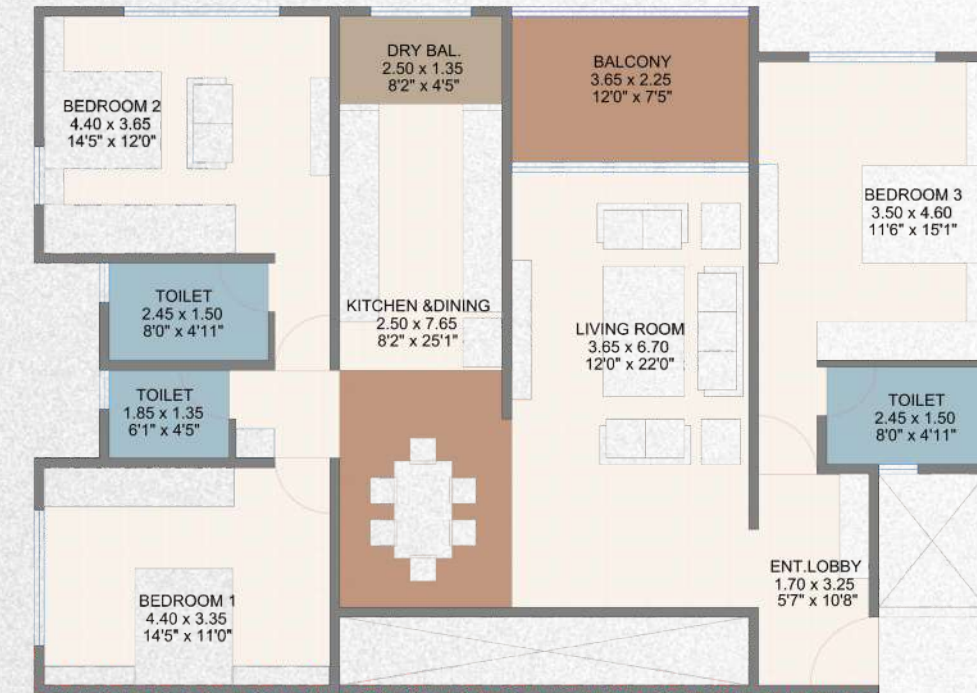 DRY BAL.
2.50 x 1.35
8'2" x 4'5"
BALCONY
3.65 x 2.25
12'0" x 7'5"
BEDROOM 2
4.40 x 3.65
14'5" x 12'0"
BEDROOM 3
3.50 x 4.60
11'6" x 15'1"
TOILET
2.45 x 1.50
8'0" x 4'11"
KITCHEN &DINING
2.50 x 7.65
8'2" x 25'1"
LIVING ROOM
3.65 x 6.70
12'0" x 22'0"
TOILET
1.85 x 1.35
6'1" x 4'5"
TOILET
2.45 x 1.50
8'0" x 4'11"
ENT.LOBBY
1.70 x 3.25
5'7" x 10'8"
BEDROOM 1
4.40 x 3.35
14'5" x 11'0"